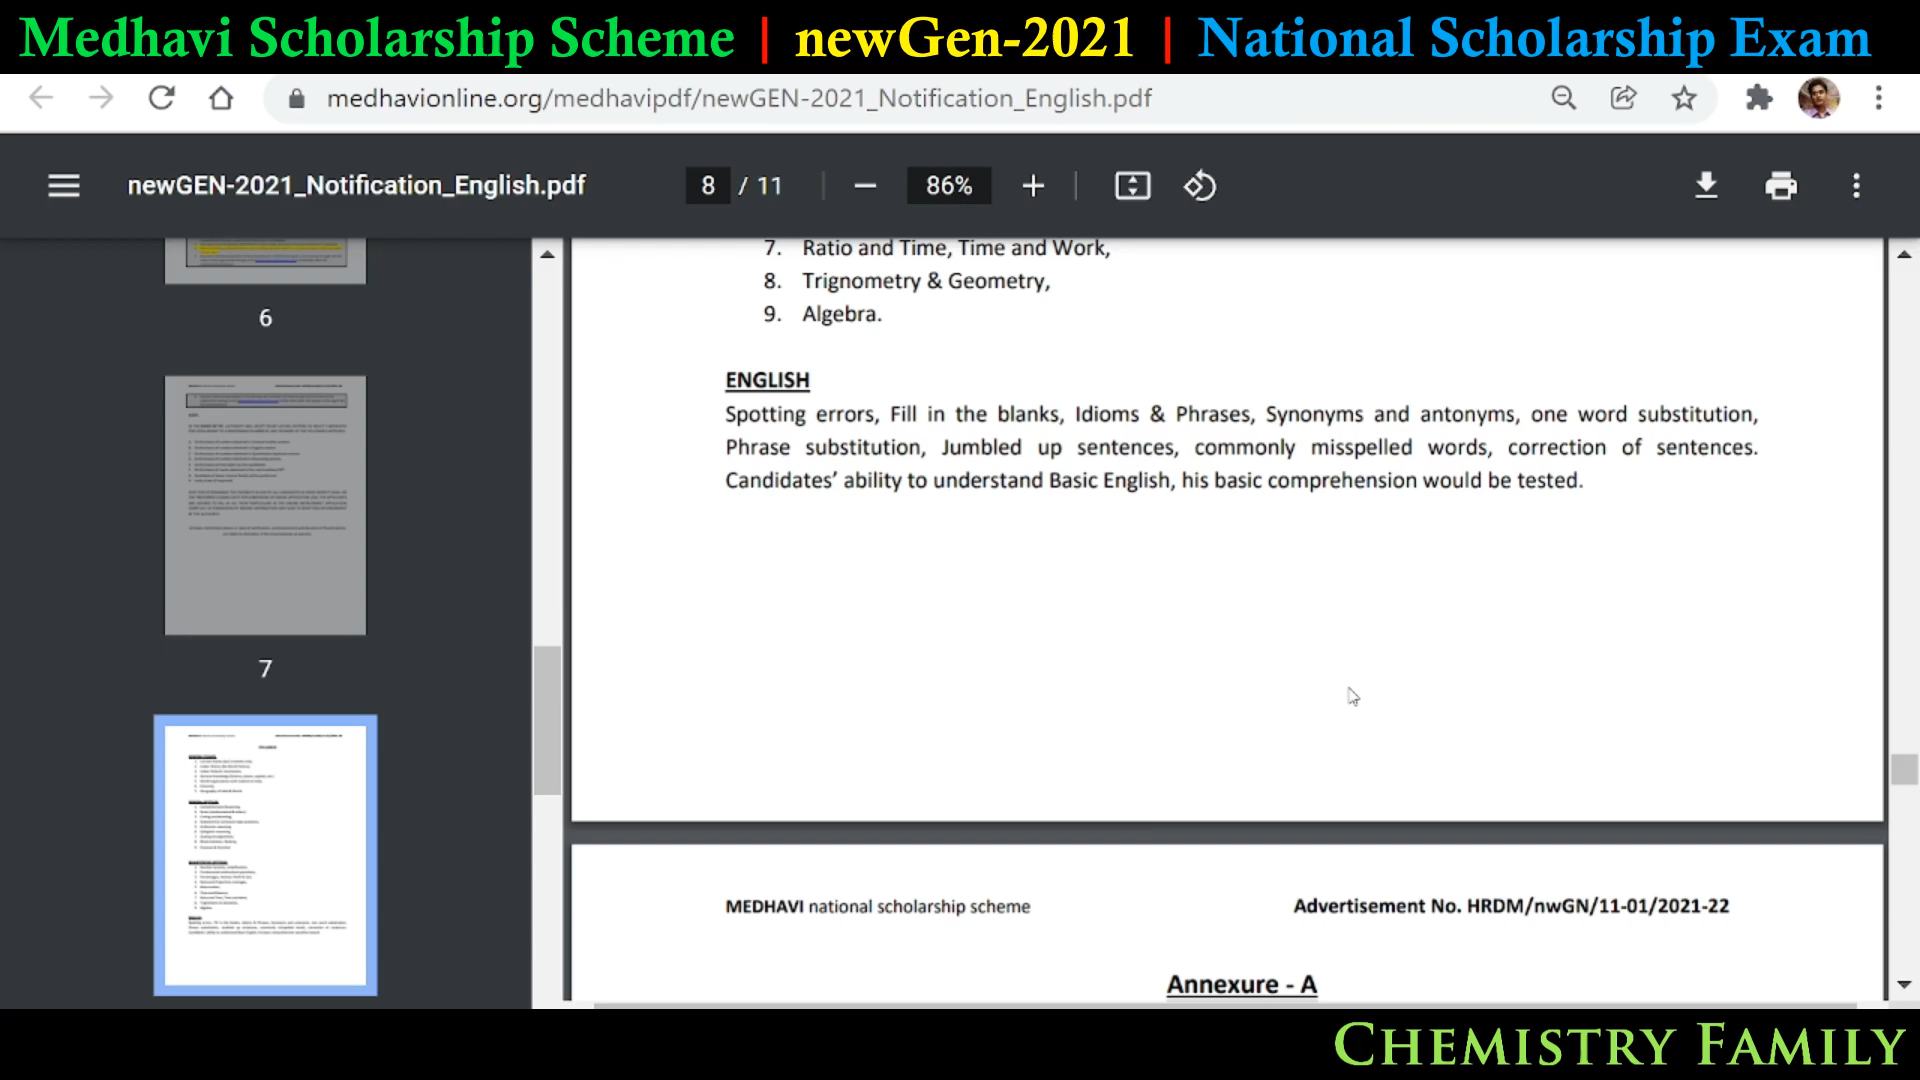 Medhavi Scholarship Scheme | newGen-2021 | National Scholarship Exam
medhavionline.org/medhavipdf/newGEN-2021_Notification_English.pdf
newGEN-2021_Notification_English.pdf
8 / 11
86%
6
7
7. Ratio and Time, Time and Work,
8. Trignometry & Geometry,
9. Algebra.
ENGLISH
Spotting errors, Fill in the blanks, Idioms & Phrases, Synonyms and antonyms, one word substitution,
Phrase substitution, Jumbled up sentences, commonly misspelled words, correction of sentences.
Candidates’ ability to understand Basic English, his basic comprehension would be tested.
MEDHAVI national scholarship scheme
Advertisement No. HRDM/nwGN/11-01/2021-22
Annexure - A
CHEMISTRY FAMILY